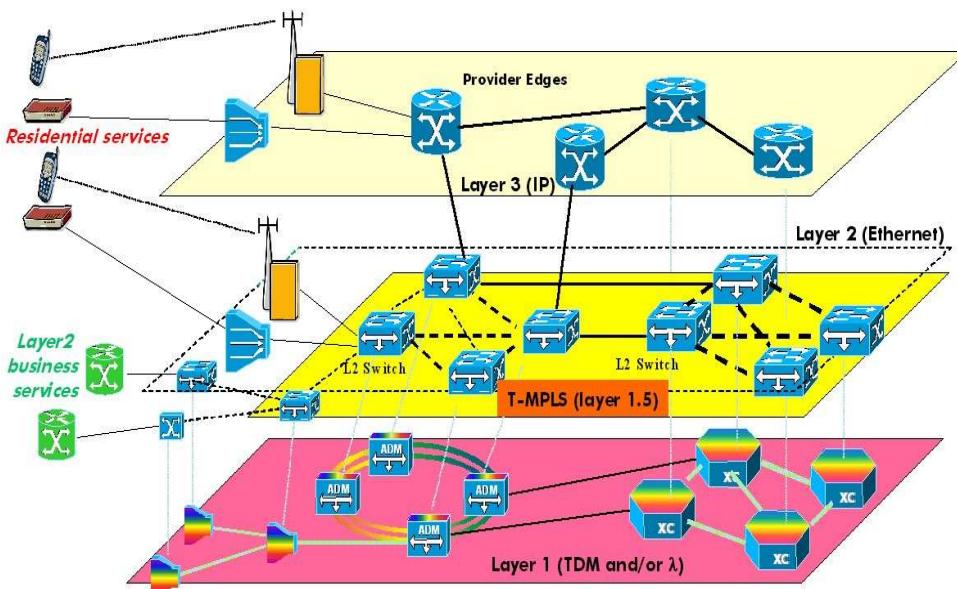 Provider Edges
Residential services
Layer 3 (IP)
Layer 2 (Ethernet)
Layer2
business
services
L2 Switch
L2 Switch
T-MPLS (layer 1.5)
ADM
ADM
ADM
ADM
XC
XC
XC
XC
Layer 1 (TDM and/or λ)